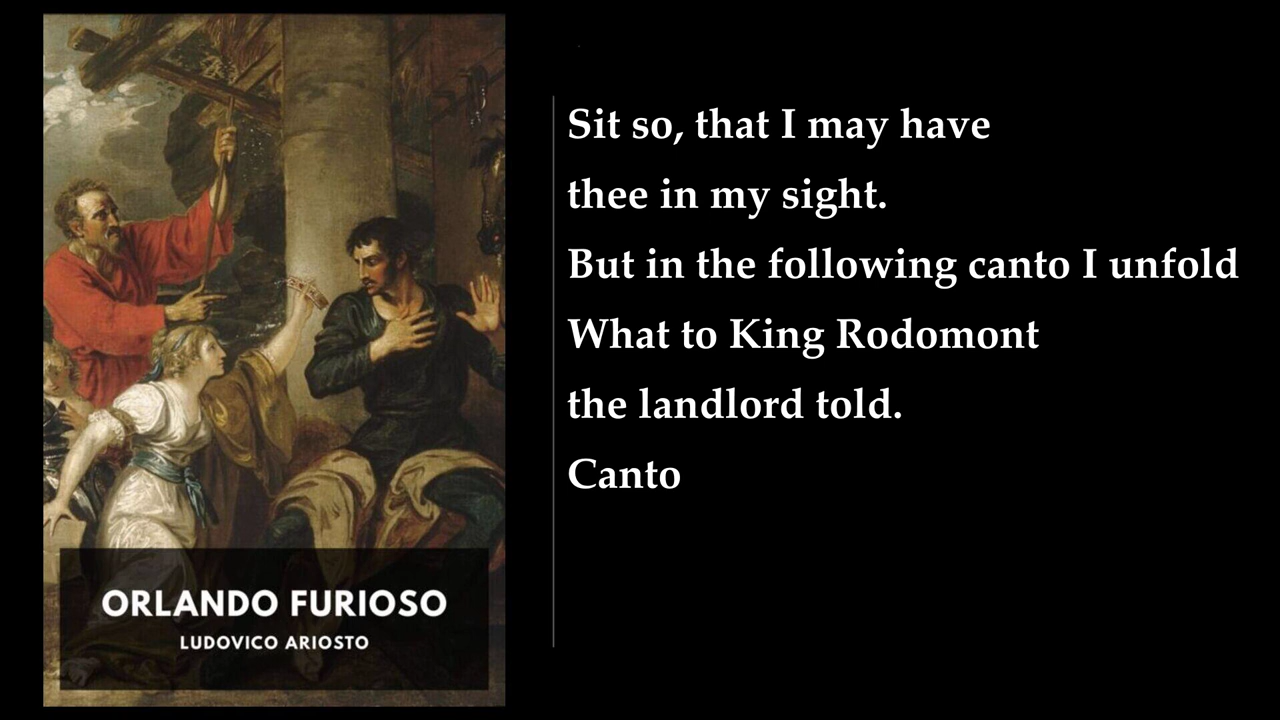 Sit so, that I may have
thee in my sight.
But in the following canto I unfold
What to King Rodomont
the landlord told.
Canto
ORLANDO FURIOSO
LUDOVICO ARIOSTO